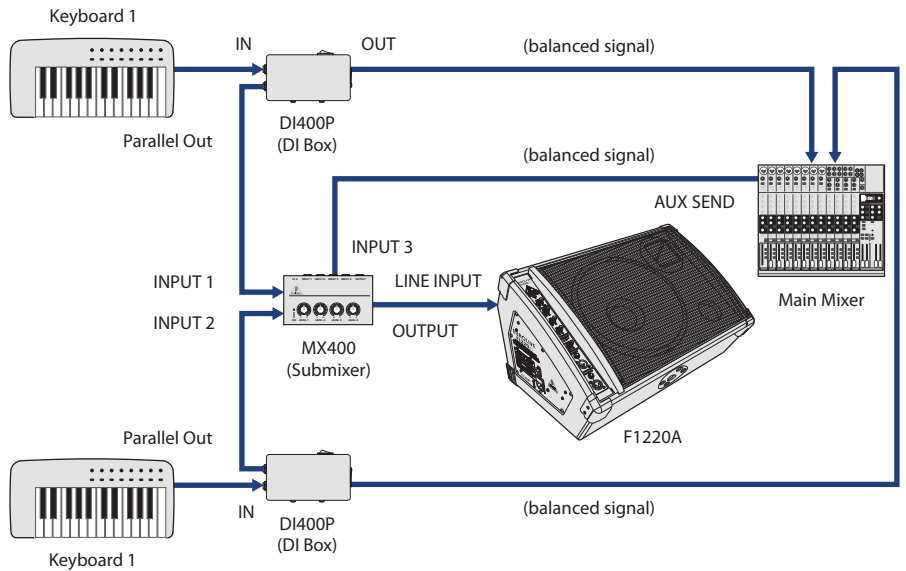 Keyboard 1
IN
OUT
(balanced signal)
DI400P
(DI Box)
Parallel Out
(balanced signal)
AUX SEND
INPUT 3
INPUT 1
LINE INPUT
INPUT 2
OUTPUT
MX400
(Submixer)
Main Mixer
F1220A
Parallel Out
IN
DI400P
(DI Box)
(balanced signal)
Keyboard 1